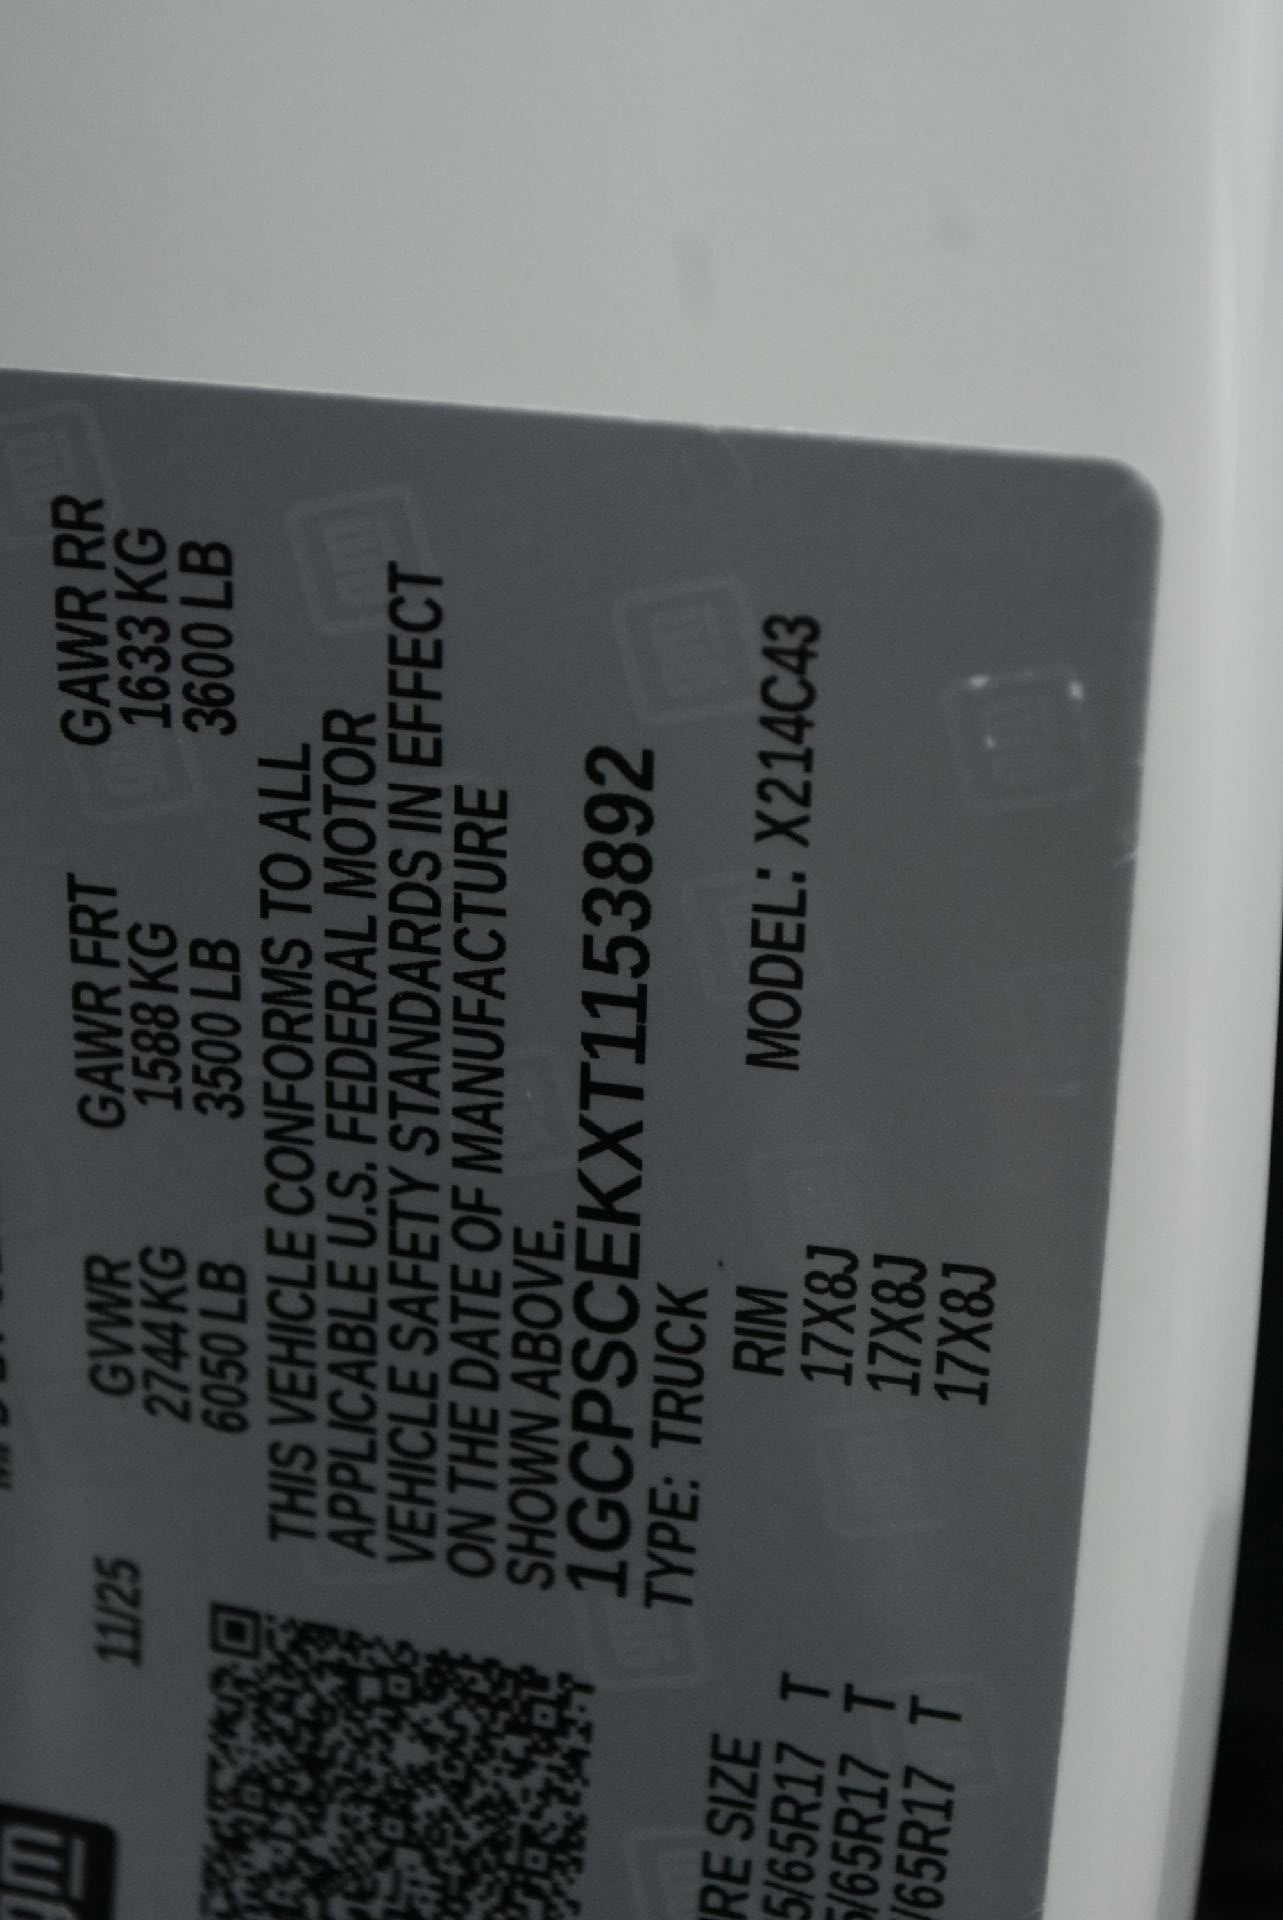 11/25
GVWR GAWR FRT GAWR RR
2744 KG 1588 KG 1633 KG
6050 LB 3500 LB 3600 LB
THIS VEHICLE CONFORMS TO ALL
APPLICABLE U.S. FEDERAL MOTOR
VEHICLE SAFETY STANDARDS IN EFFECT
ON THE DATE OF MANUFACTURE
SHOWN ABOVE.
1GCPSCEKXT1153892
TYPE: TRUCK
MODEL: X214C43
RE SIZE RIM
5/65R17 T 17X8J
5/65R17 T 17X8J
/65R17 T 17X8J